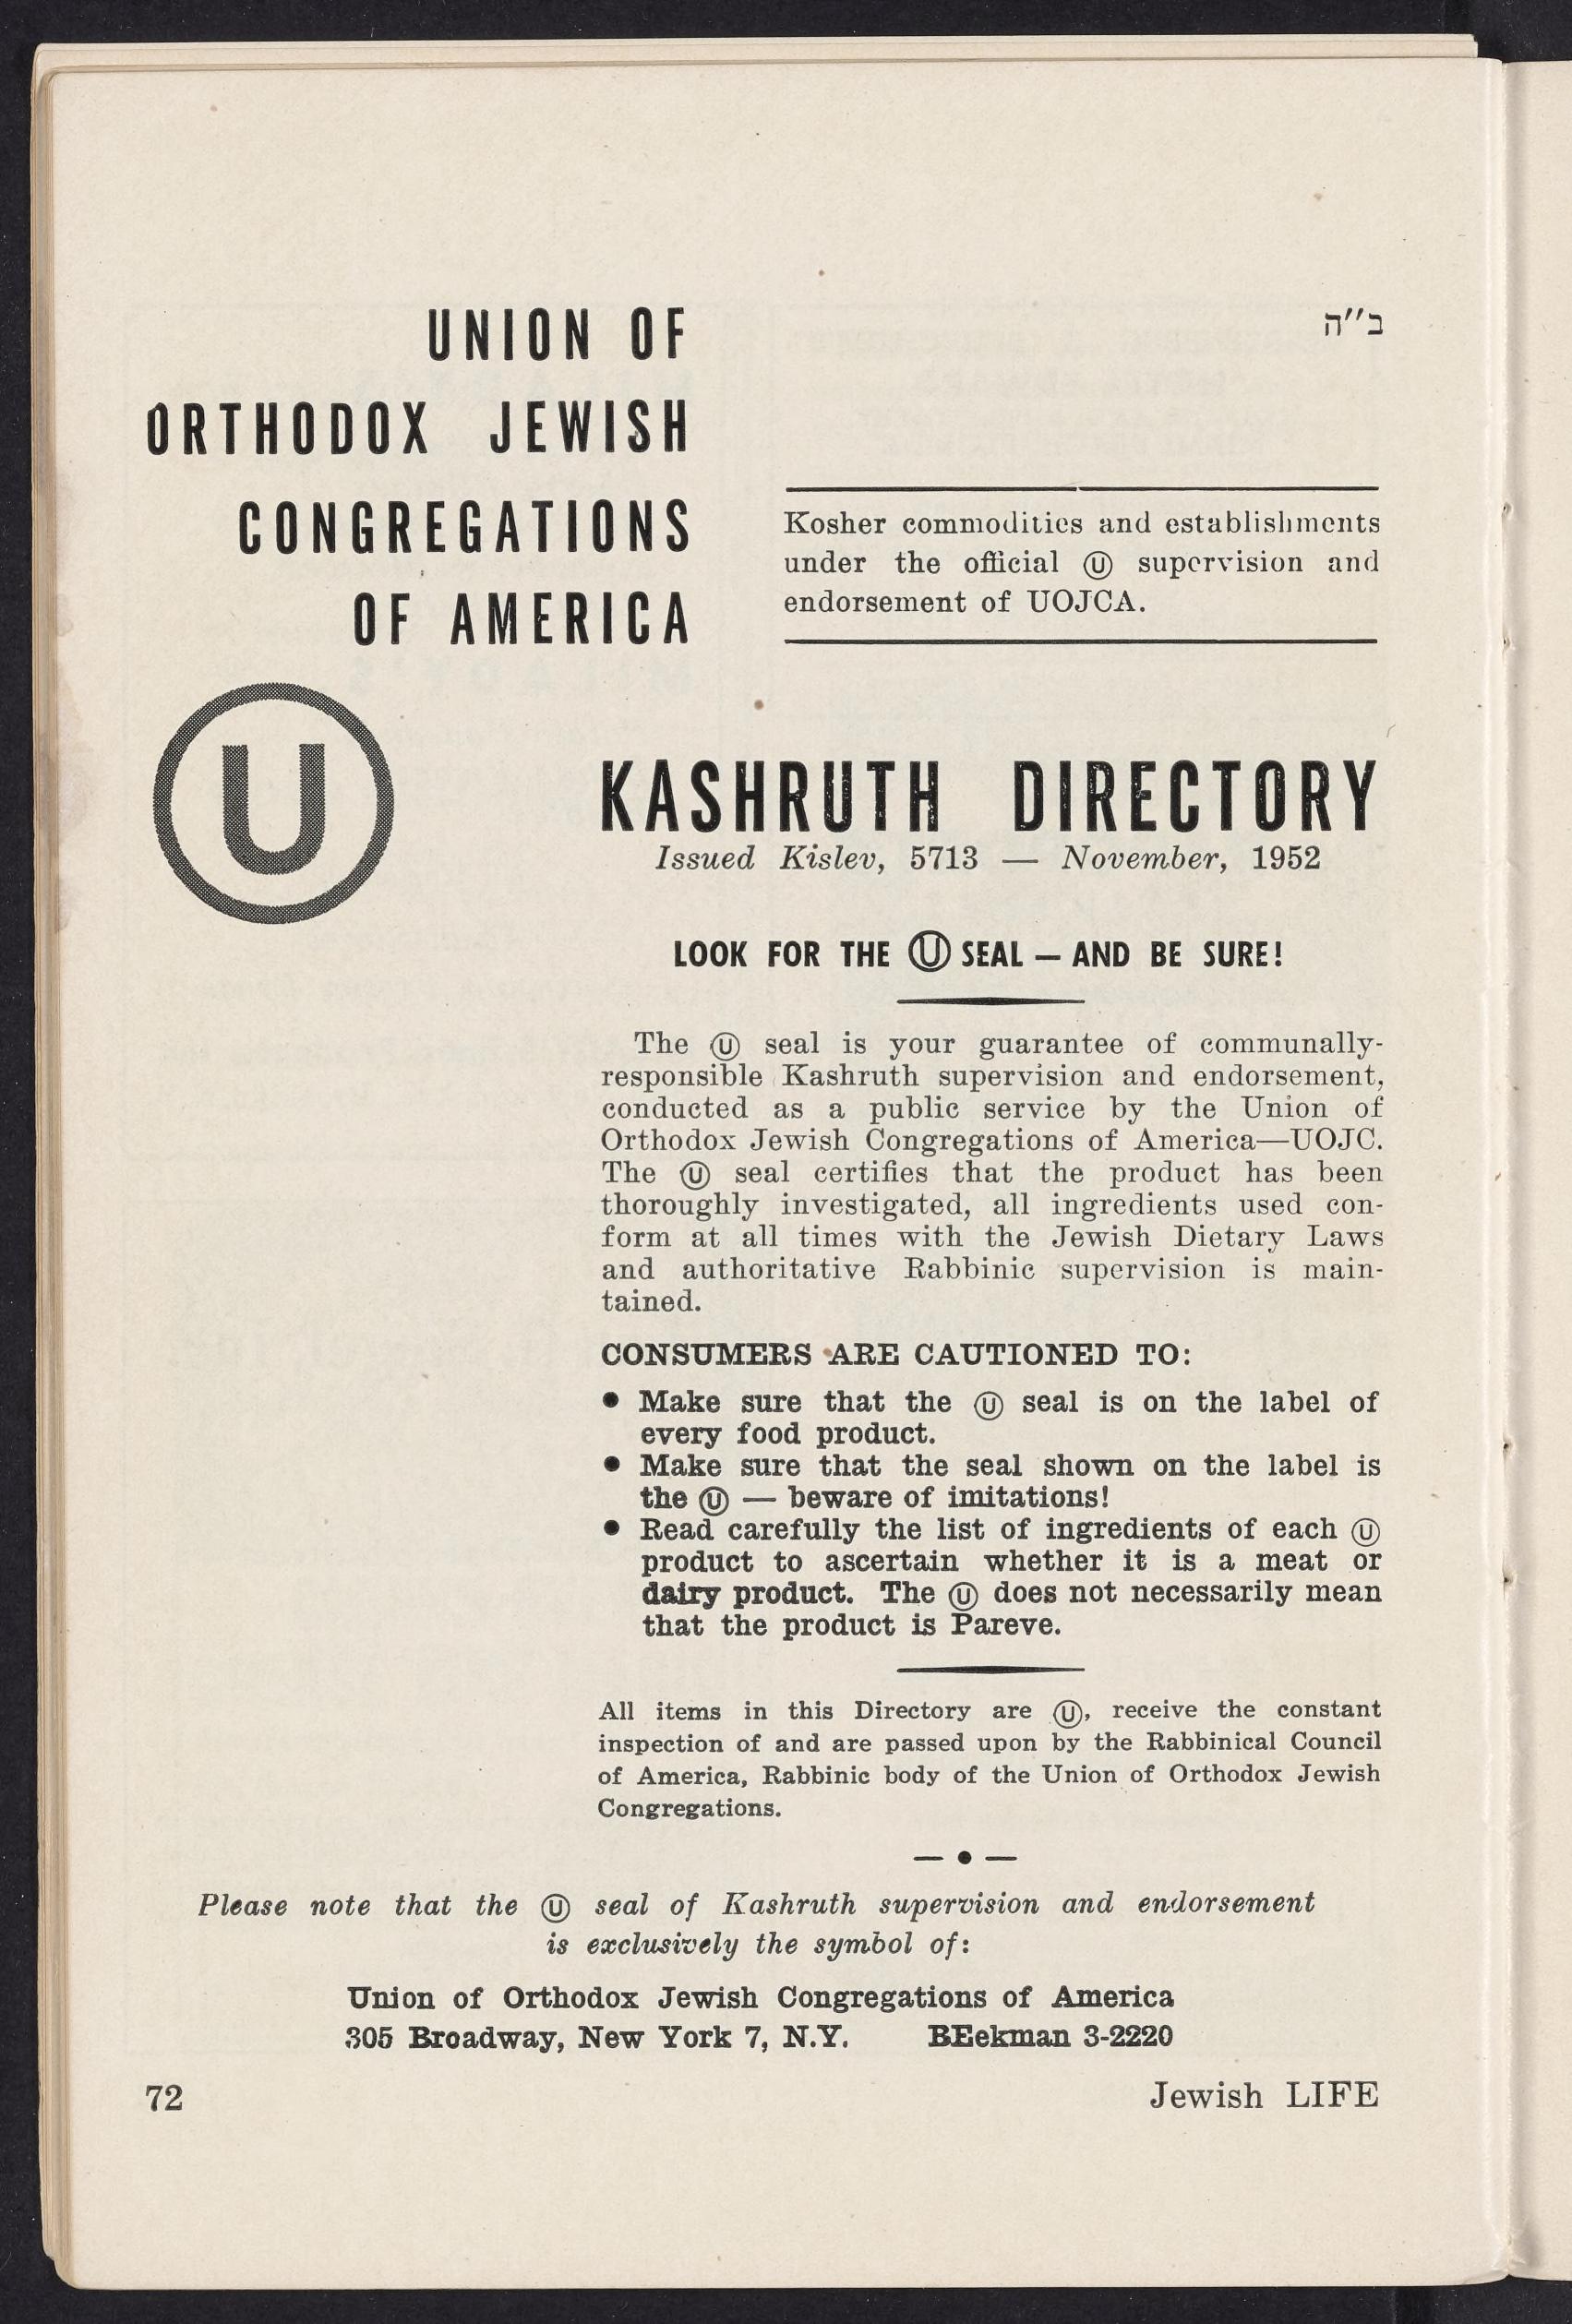 UNION OF
ORTHODOX JEWISH
CONGREGATIONS
OF AMERICA
ב״ה
Kosher commodities and establishments
under the official Ⓤ supervision and
endorsement of UOJCA.
U
KASHRUTH DIRECTORY
Issued Kislev, 5713 — November, 1952
LOOK FOR THE Ⓤ SEAL — AND BE SURE!
The Ⓤ seal is your guarantee of communally-
responsible Kashruth supervision and endorsement,
conducted as a public service by the Union of
Orthodox Jewish Congregations of America—UOJC.
The Ⓤ seal certifies that the product has been
thoroughly investigated, all ingredients used con-
form at all times with the Jewish Dietary Laws
and authoritative Rabbinic supervision is main-
tained.
CONSUMERS ARE CAUTIONED TO:
● Make sure that the Ⓤ seal is on the label of
every food product.
● Make sure that the seal shown on the label is
the Ⓤ — beware of imitations!
● Read carefully the list of ingredients of each Ⓤ
product to ascertain whether it is a meat or
dairy product. The Ⓤ does not necessarily mean
that the product is Pareve.
All items in this Directory are Ⓤ, receive the constant
inspection of and are passed upon by the Rabbinical Council
of America, Rabbinic body of the Union of Orthodox Jewish
Congregations.
— ● —
Please note that the Ⓤ seal of Kashruth supervision and endorsement
is exclusively the symbol of:
Union of Orthodox Jewish Congregations of America
305 Broadway, New York 7, N.Y. BEekman 3-2220
72
Jewish LIFE